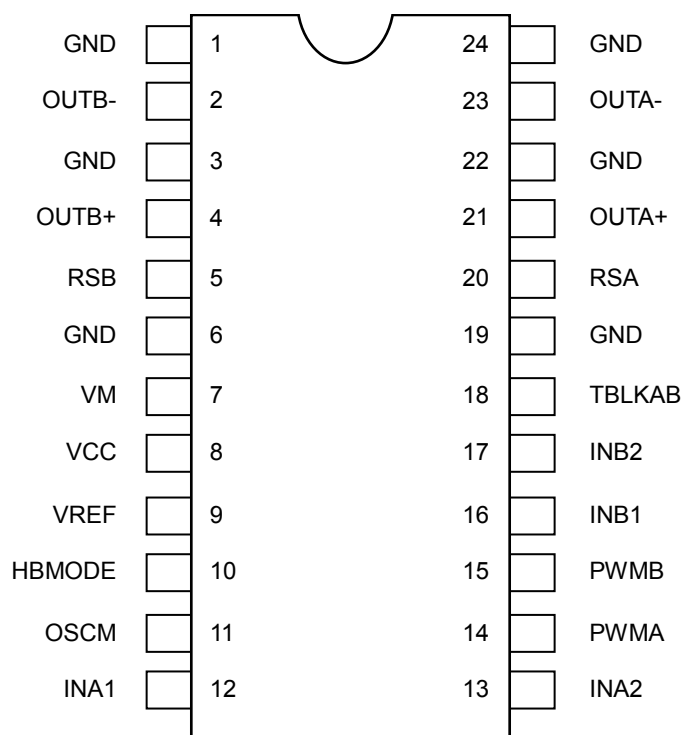 GND 1 24 GND
OUTB- 2 23 OUTA-
GND 3 22 GND
OUTB+ 4 21 OUTA+
RSB 5 20 RSA
GND 6 19 GND
VM 7 18 TBLKAB
VCC 8 17 INB2
VREF 9 16 INB1
HBMODE 10 15 PWMB
OSCM 11 14 PWMA
INA1 12 13 INA2